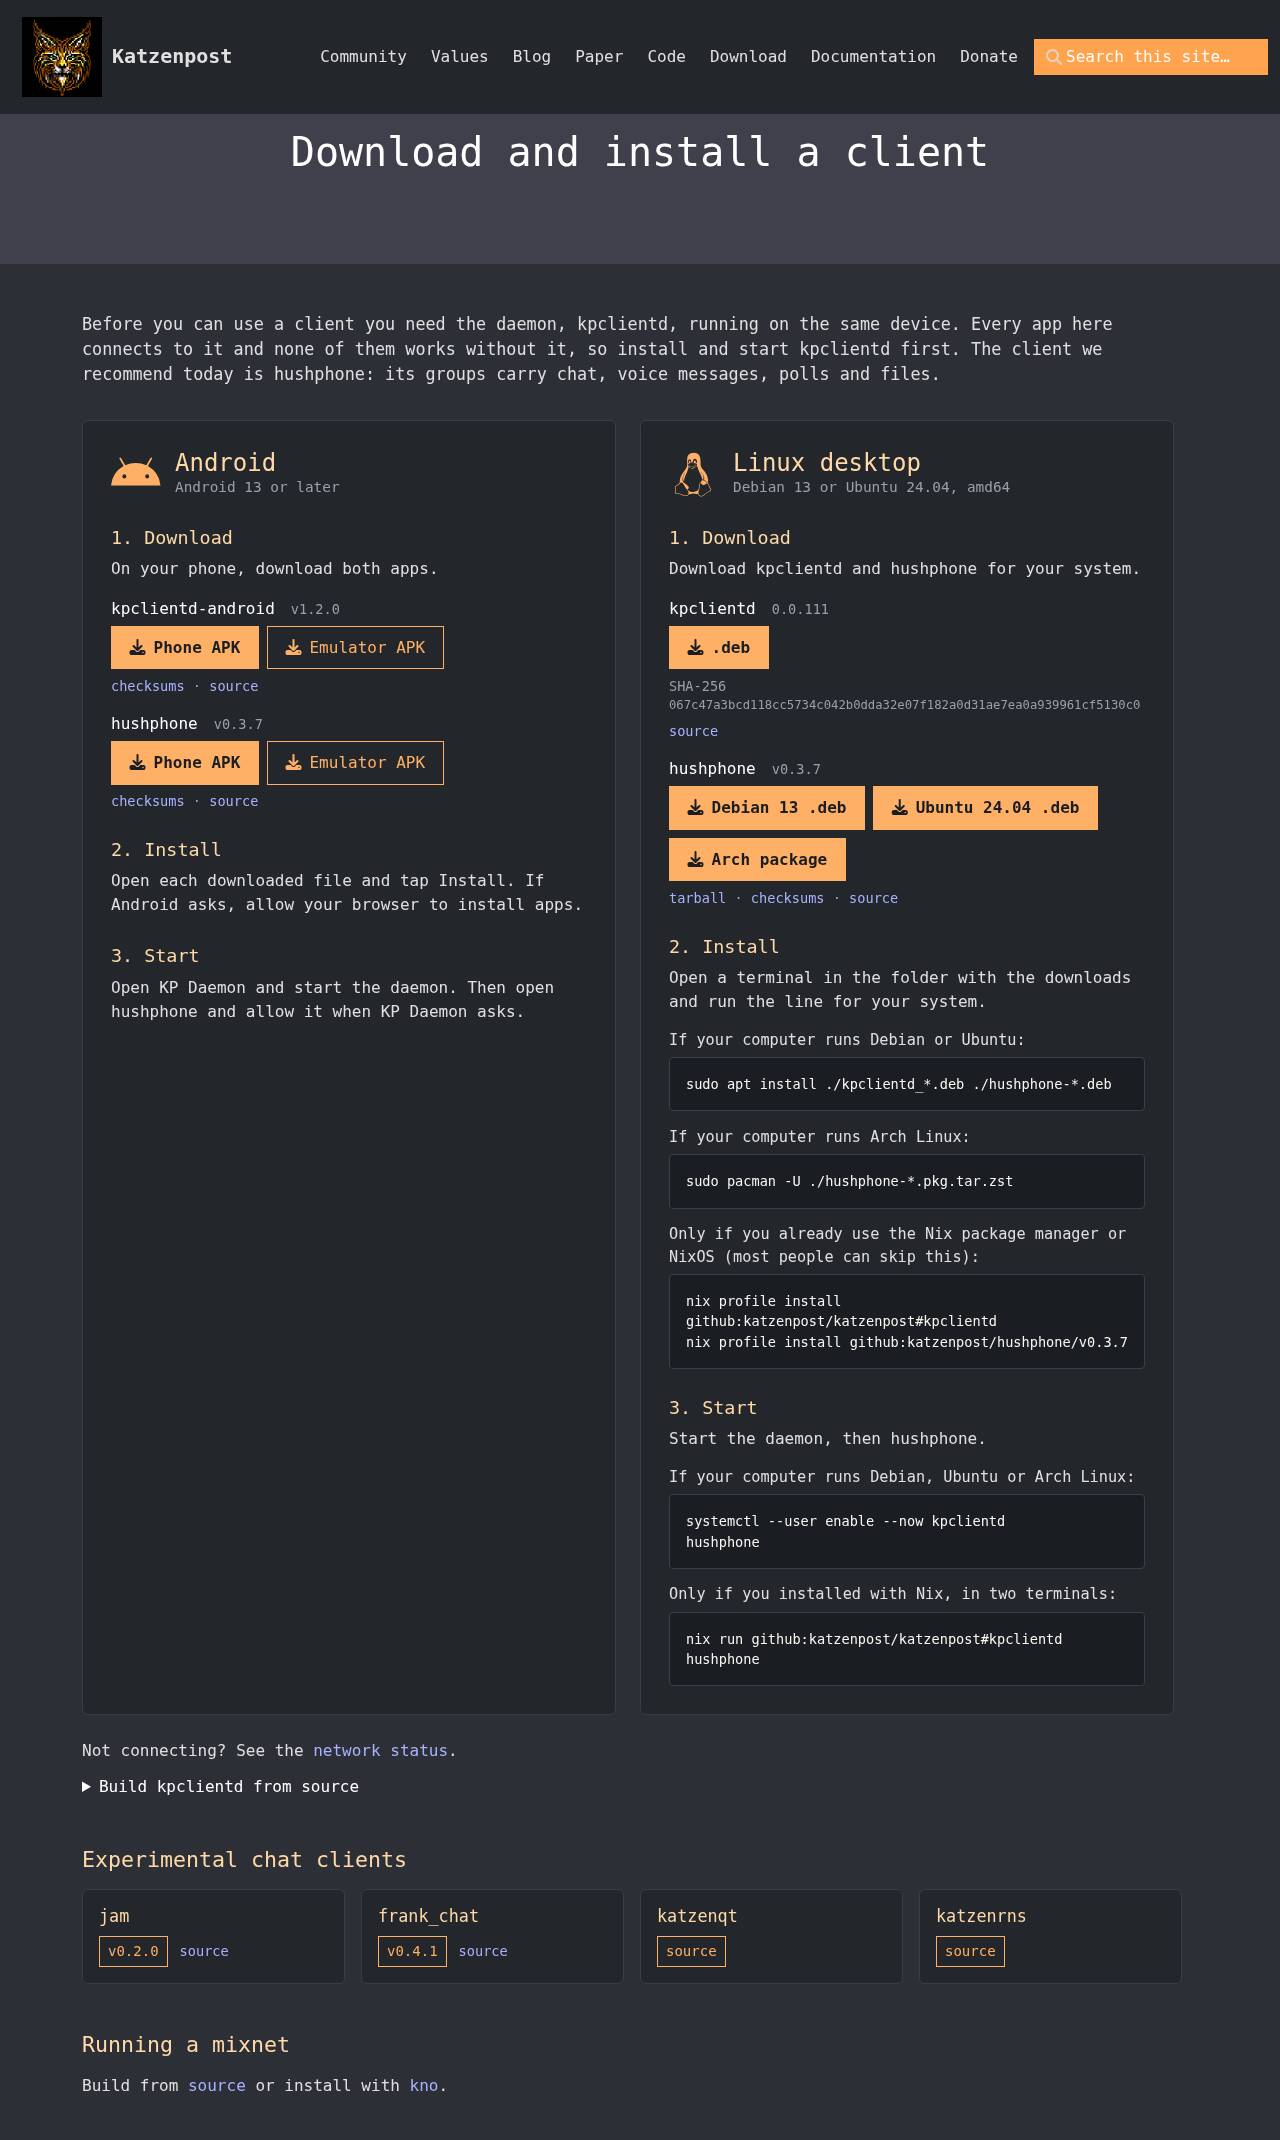 Katzenpost
Community Values Blog Paper Code Download Documentation Donate Search this site…
Download and install a client
Before you can use a client you need the daemon, kpclientd, running on the same device. Every app here
connects to it and none of them works without it, so install and start kpclientd first. The client we
recommend today is hushphone: its groups carry chat, voice messages, polls and files.
Android
Android 13 or later
1. Download
On your phone, download both apps.
kpclientd-android v1.2.0
Phone APK Emulator APK
checksums · source
hushphone v0.3.7
Phone APK Emulator APK
checksums · source
2. Install
Open each downloaded file and tap Install. If
Android asks, allow your browser to install apps.
3. Start
Open KP Daemon and start the daemon. Then open
hushphone and allow it when KP Daemon asks.
Linux desktop
Debian 13 or Ubuntu 24.04, amd64
1. Download
Download kpclientd and hushphone for your system.
kpclientd 0.0.111
.deb
SHA-256
067c47a3bcd118cc5734c042b0dda32e07f182a0d31ae7ea0a939961cf5130c0
source
hushphone v0.3.7
Debian 13 .deb Ubuntu 24.04 .deb
Arch package
tarball · checksums · source
2. Install
Open a terminal in the folder with the downloads
and run the line for your system.
If your computer runs Debian or Ubuntu:
sudo apt install ./kpclientd_*.deb ./hushphone-*.deb
If your computer runs Arch Linux:
sudo pacman -U ./hushphone-*.pkg.tar.zst
Only if you already use the Nix package manager or
NixOS (most people can skip this):
nix profile install
github:katzenpost/katzenpost#kpclientd
nix profile install github:katzenpost/hushphone/v0.3.7
3. Start
Start the daemon, then hushphone.
If your computer runs Debian, Ubuntu or Arch Linux:
systemctl --user enable --now kpclientd
hushphone
Only if you installed with Nix, in two terminals:
nix run github:katzenpost/katzenpost#kpclientd
hushphone
Not connecting? See the network status.
Build kpclientd from source
Experimental chat clients
jam
v0.2.0 source
frank_chat
v0.4.1 source
katzenqt
source
katzenrns
source
Running a mixnet
Build from source or install with kno.